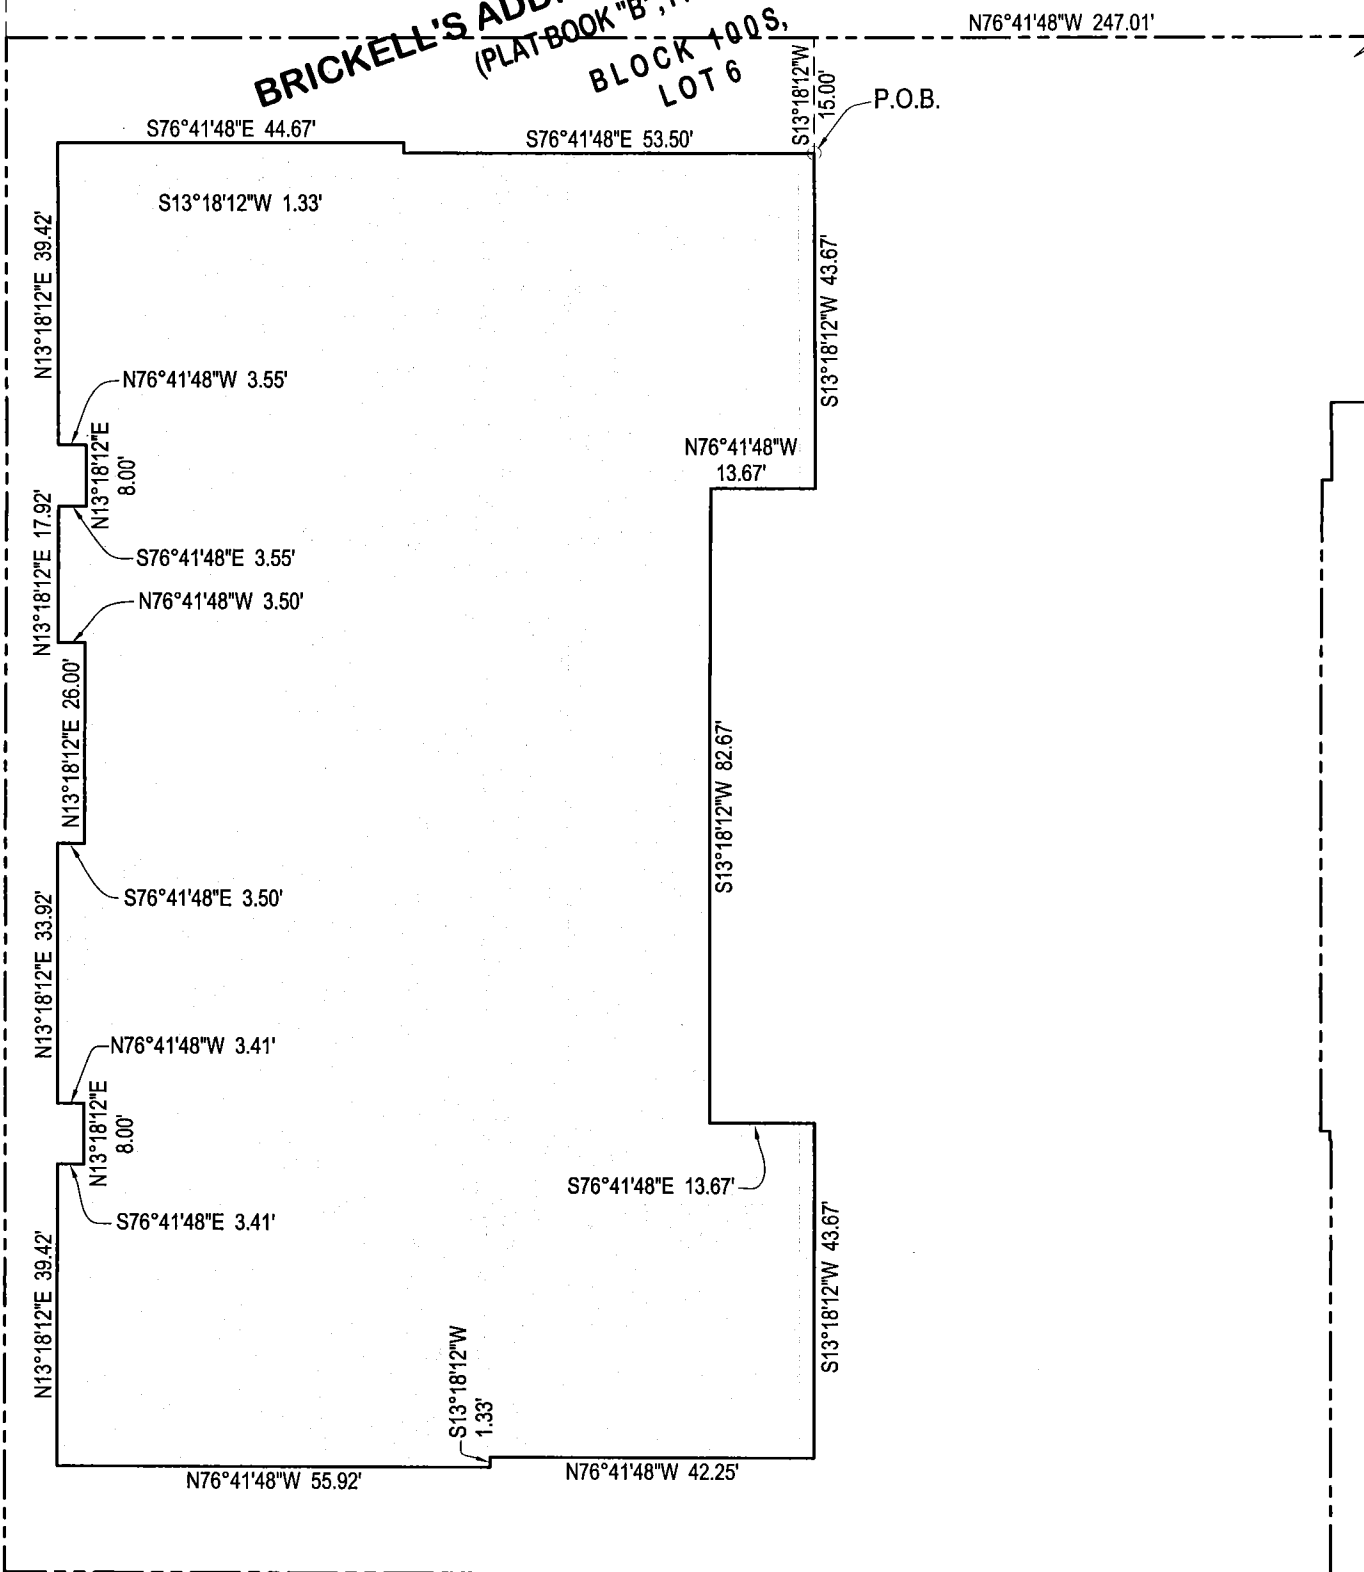 N76°41'48"W 247.01'
BRICKELL'S
(PLAT BOOK "B",
BLOCK 100S,
LOT 6
S13°18'12"W
15.00'
P.O.B.
S76°41'48"E 44.67'
S76°41'48"E 53.50'
S13°18'12"W 1.33'
N13°18'12"E 39.42'
S13°18'12"W 43.67'
N76°41'48"W 3.55'
N13°18'12"E
8.00'
N76°41'48"W
13.67'
N13°18'12"E 17.92'
S76°41'48"E 3.55'
N76°41'48"W 3.50'
N13°18'12"E 26.00'
S13°18'12"W 82.67'
S76°41'48"E 3.50'
N13°18'12"E 33.92'
N76°41'48"W 3.41'
N13°18'12"E
8.00'
S76°41'48"E 13.67'
S76°41'48"E 3.41'
N13°18'12"E 39.42'
S13°18'12"W 43.67'
S13°18'12"W
1.33'
N76°41'48"W 55.92'
N76°41'48"W 42.25'